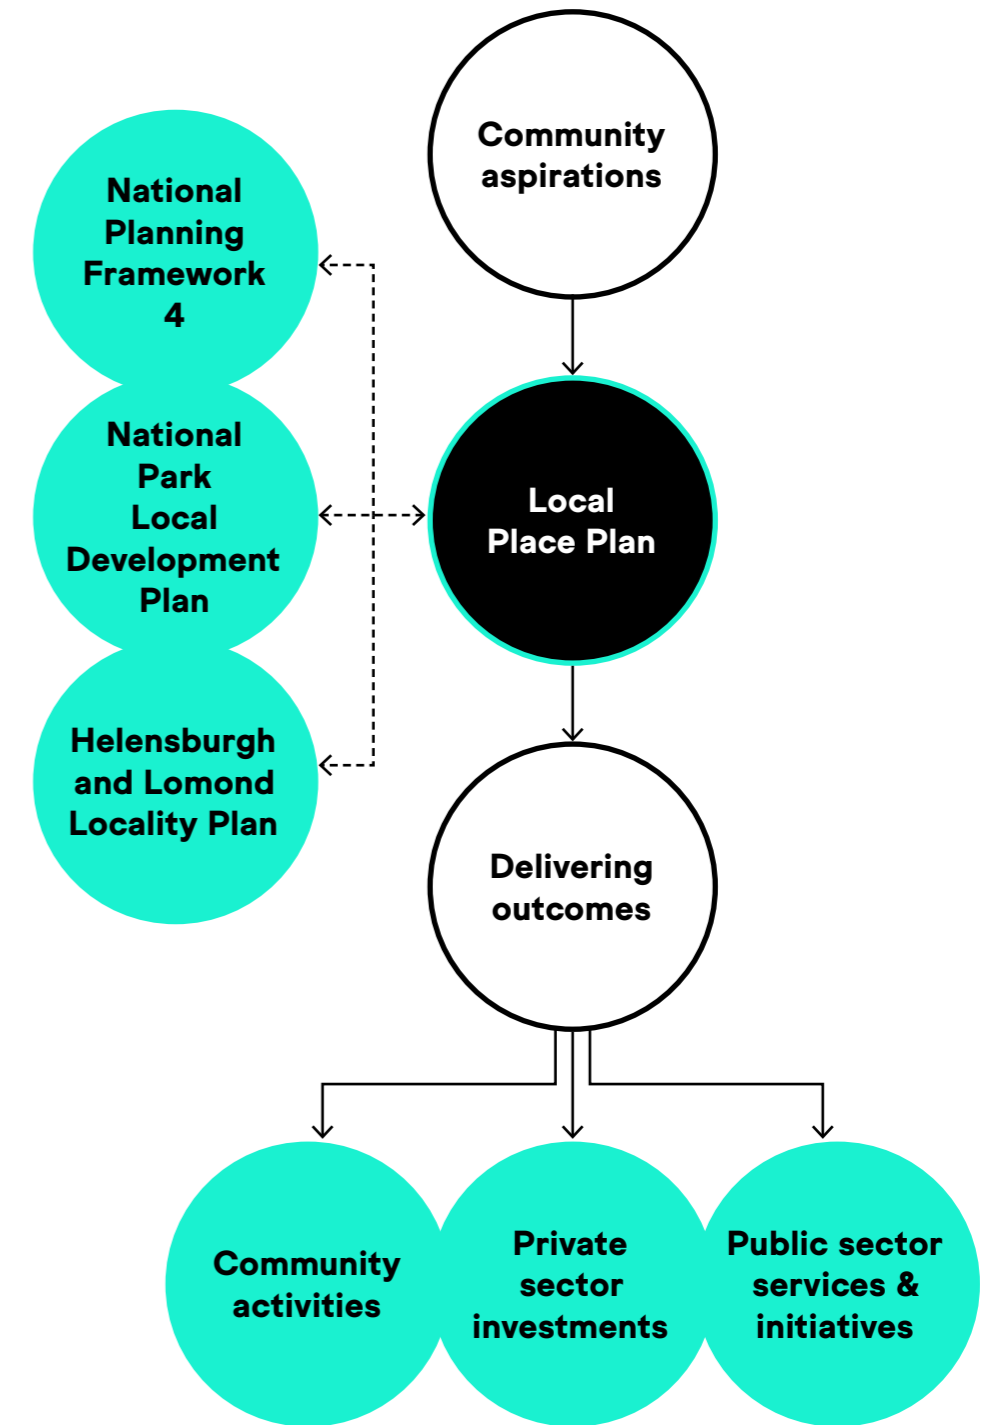 Community
aspirations
National
Planning
Framework
4
National
Park
Local
Development
Plan
Local
Place Plan
Helensburgh
and Lomond
Locality Plan
Delivering
outcomes
Community
activities
Private
sector
investments
Public sector
services &
initiatives